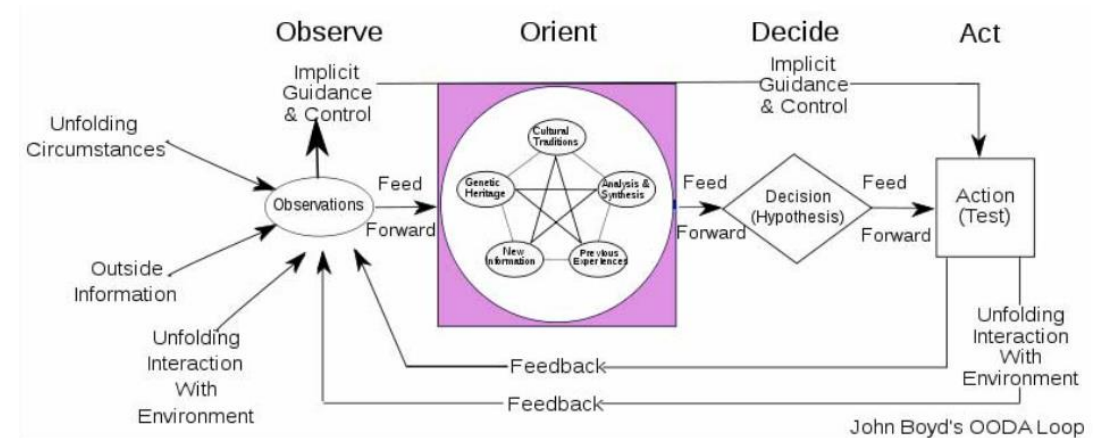 Observe
Orient
Decide
Act
Implicit
Guidance
& Control
Implicit
Guidance
& Control
Unfolding
Circumstances
Observations
Feed
Forward
Cultural
Traditions
Genetic
Heritage
Analysis &
Synthesis
New
Information
Previous
Experiences
Feed
Forward
Decision
(Hypothesis)
Feed
Forward
Action
(Test)
Outside
Information
Unfolding
Interaction
With
Environment
Unfolding
Interaction
With
Environment
Feedback
Feedback
John Boyd's OODA Loop